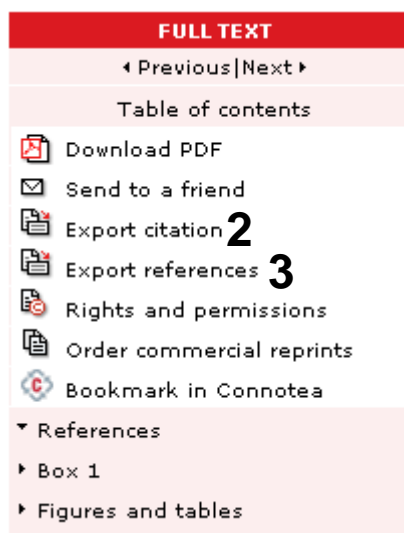 FULL TEXT
Previous|Next
Table of contents
Download PDF
Send to a friend
Export citation 2
Export references 3
Rights and permissions
Order commercial reprints
Bookmark in Connotea
References
Box 1
Figures and tables